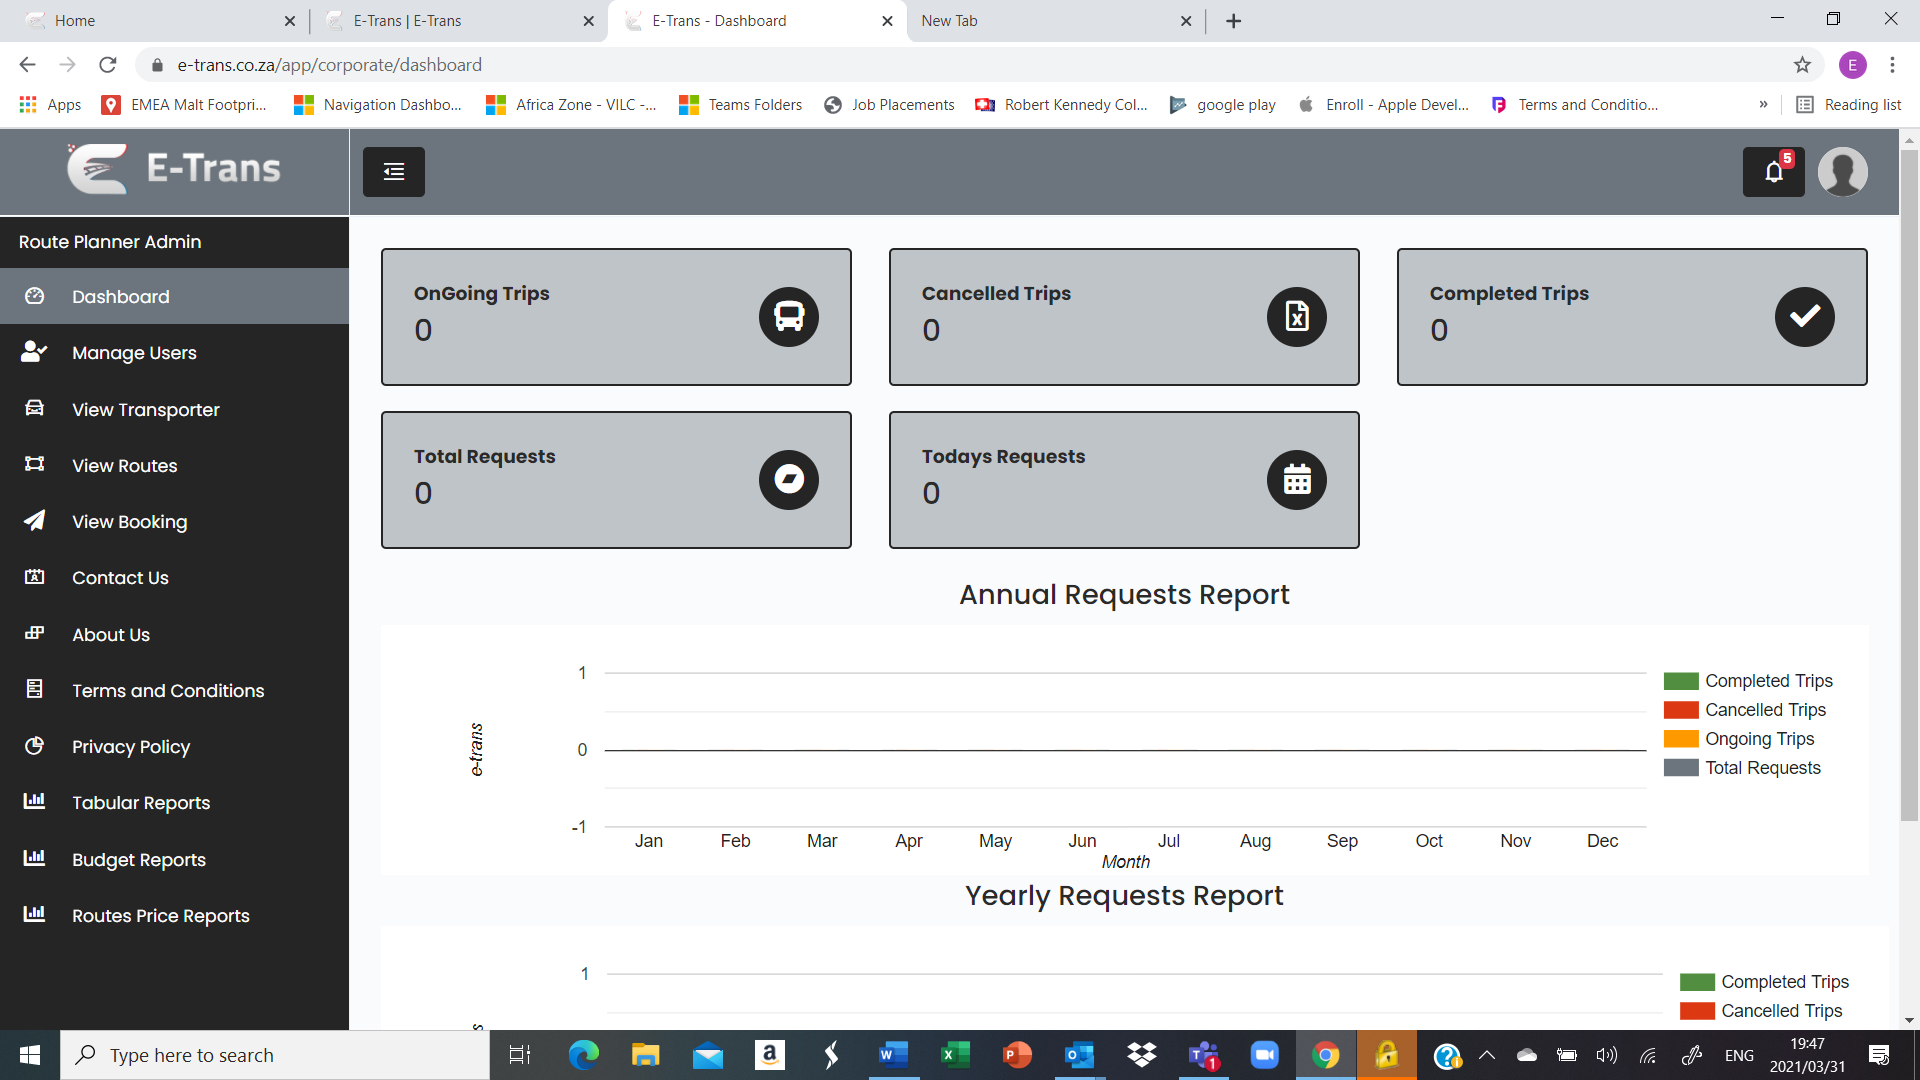 Home
E-Trans | E-Trans
E-Trans - Dashboard
New Tab
e-trans.co.za/app/corporate/dashboard
E
Apps
EMEA Malt Footpri...
Navigation Dashbo...
Africa Zone - VILC -...
Teams Folders
Job Placements
Robert Kennedy Col...
google play
Enroll - Apple Devel...
Terms and Conditio...
»
Reading list
E-Trans
5
Route Planner Admin
Dashboard
Manage Users
View Transporter
View Routes
View Booking
Contact Us
About Us
Terms and Conditions
Privacy Policy
Tabular Reports
Budget Reports
Routes Price Reports
OnGoing Trips
0
Cancelled Trips
0
Completed Trips
0
Total Requests
0
Todays Requests
0
Annual Requests Report
1
0
-1
e-trans
Jan Feb Mar Apr May Jun Jul Aug Sep Oct Nov Dec
Month
Completed Trips
Cancelled Trips
Ongoing Trips
Total Requests
Yearly Requests Report
1
s
Completed Trips
Cancelled Trips
Type here to search
1
ENG
19:47
2021/03/31